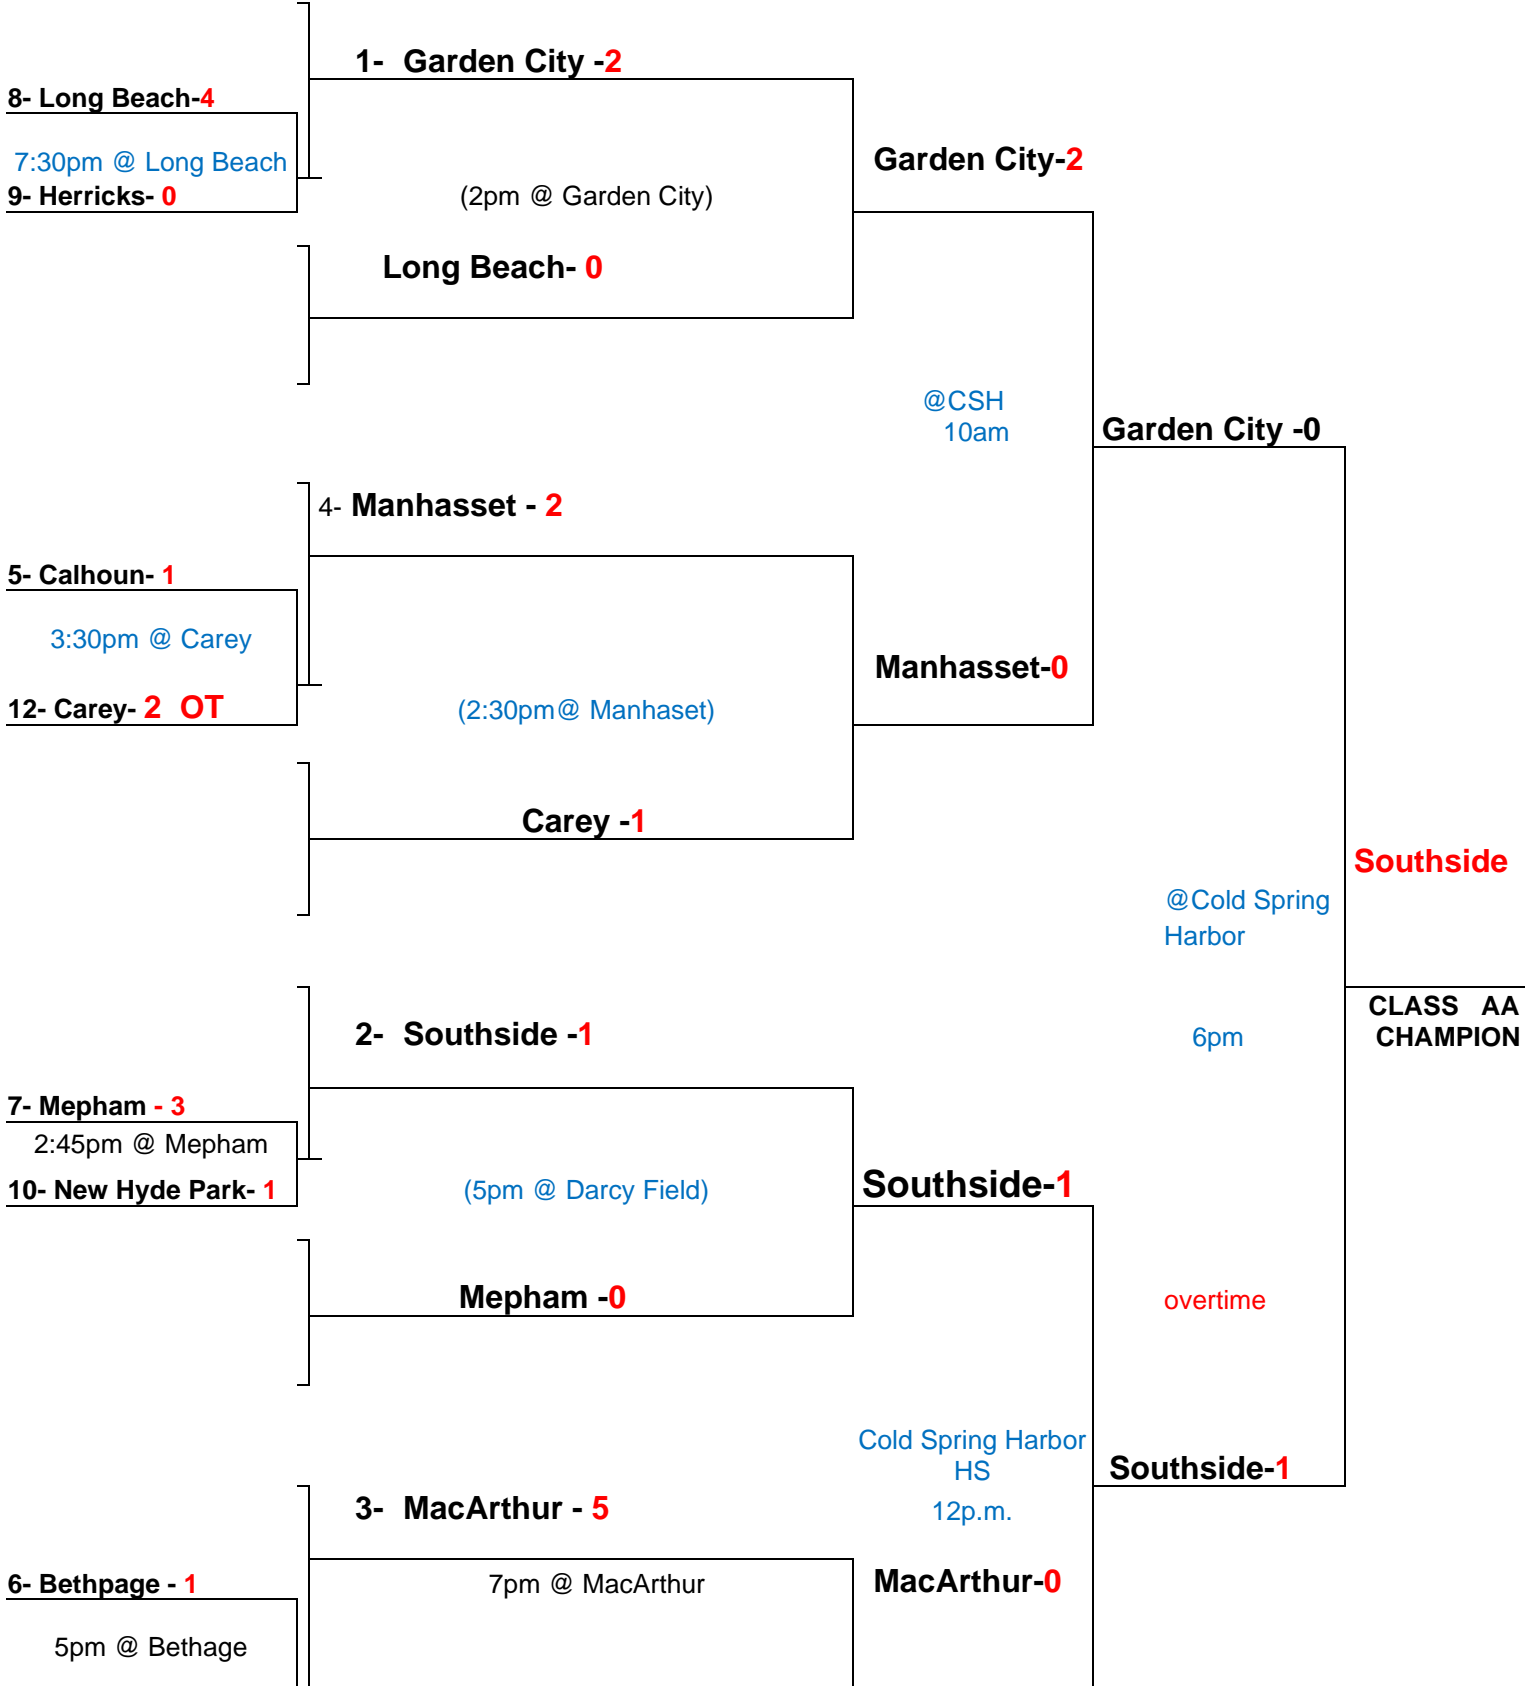 1- Garden City -2
8- Long Beach-4
7:30pm @ Long Beach
9- Herricks- 0
(2pm @ Garden City)
Garden City-2
Long Beach- 0
@CSH
10am
Garden City -0
4- Manhasset - 2
5- Calhoun- 1
3:30pm @ Carey
12- Carey- 2 OT
(2:30pm@ Manhaset)
Manhasset-0
Carey -1
Southside
@Cold Spring
Harbor
6pm
CLASS AA
CHAMPION
2- Southside -1
7- Mepham - 3
2:45pm @ Mepham
10- New Hyde Park- 1
(5pm @ Darcy Field)
Southside-1
Mepham -0
overtime
Cold Spring Harbor
HS
12p.m.
Southside-1
3- MacArthur - 5
6- Bethpage - 1
7pm @ MacArthur
MacArthur-0
5pm @ Bethage